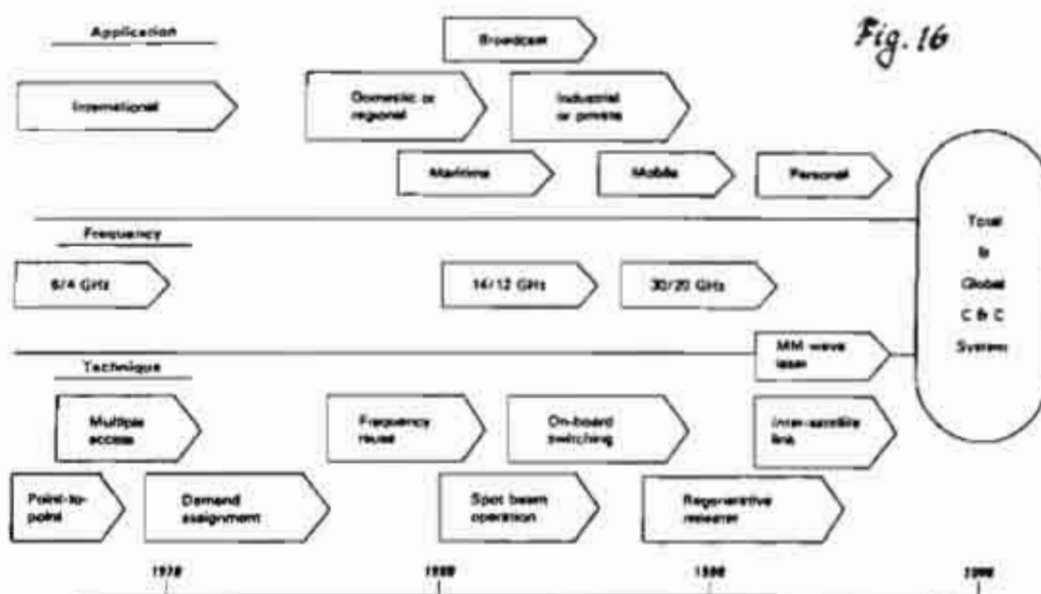 Fig. 16
Application
Broadcast
International
Domestic or
regional
Industrial
or private
Maritime
Mobile
Personal
Total
&
Global
C & C
Systems
Frequency
6/4 GHz
14/12 GHz
30/20 GHz
MM wave
laser
Technique
Multiple
access
Frequency
reuse
On-board
switching
Inter-satellite
link
Point-to-
point
Demand
assignment
Spot beam
operation
Regenerative
repeater
1970
1980
1990
2000